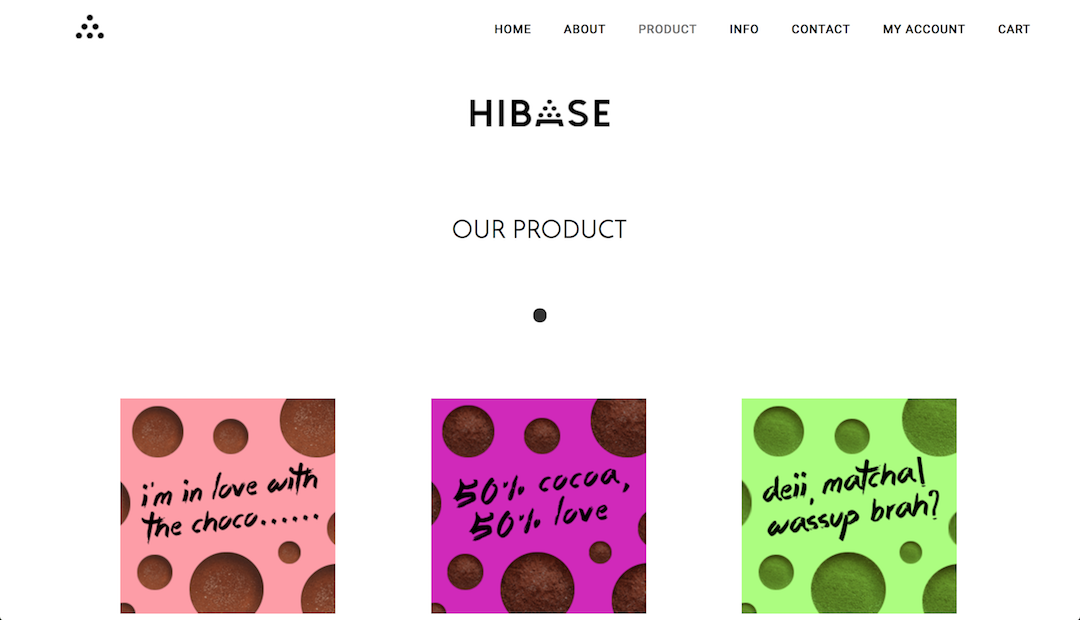 HOME ABOUT PRODUCT INFO CONTACT MY ACCOUNT CART
HIBASE
OUR PRODUCT
i'm in love with
the choco......
50% cocoa,
50% love
deii, matcha!
wassup brah?